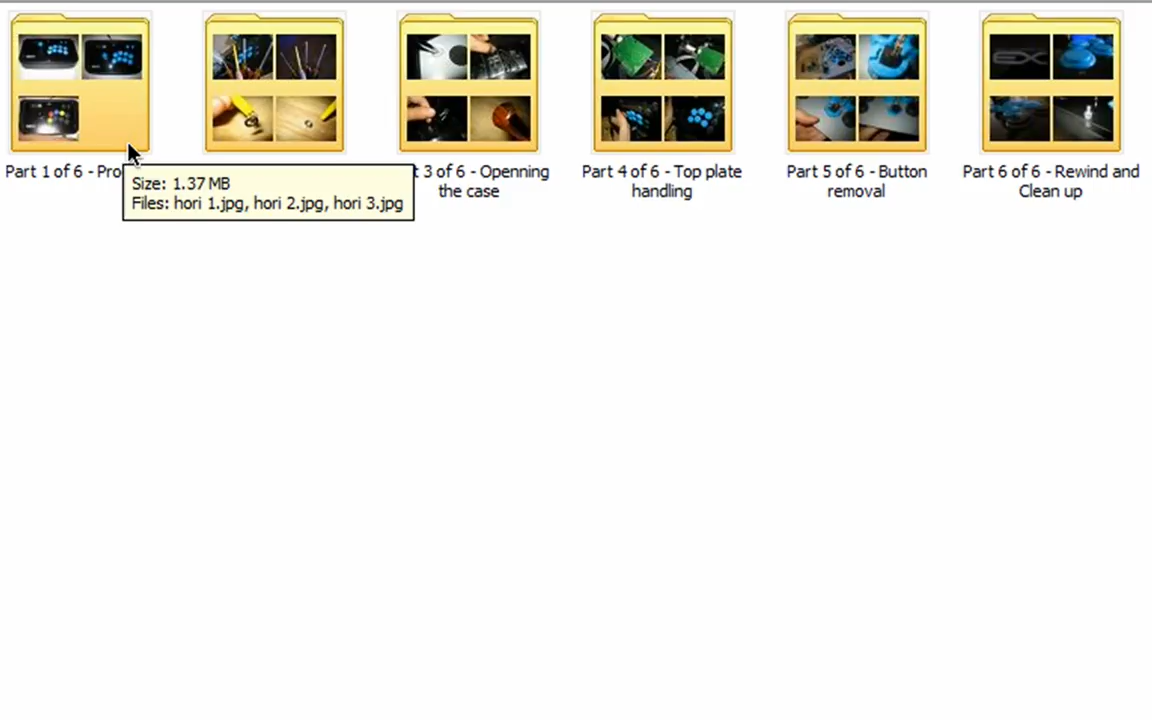 Part 1 of 6 - Pro
Size: 1.37 MB
Files: hori 1.jpg, hori 2.jpg, hori 3.jpg
t 3 of 6 - Openning
the case
Part 4 of 6 - Top plate
handling
Part 5 of 6 - Button
removal
Part 6 of 6 - Rewind and
Clean up
EX